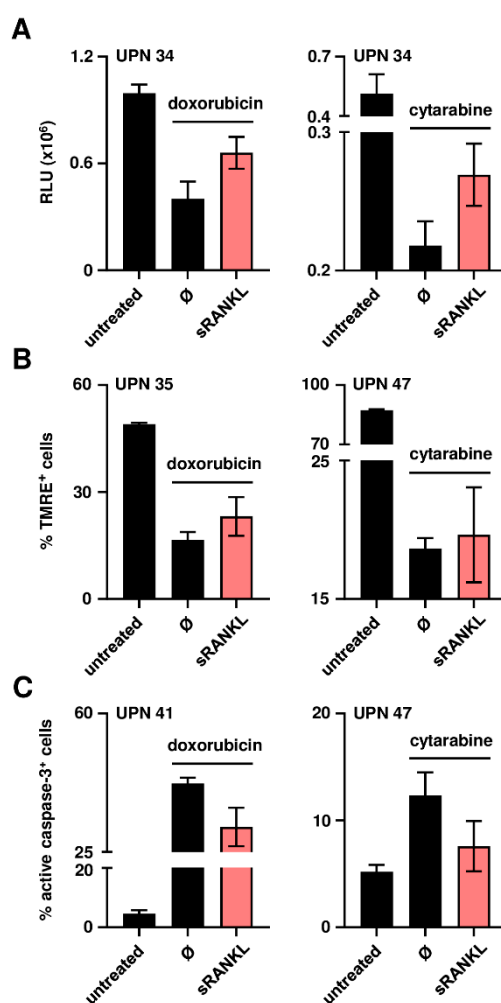 A
UPN 34
UPN 34
RLU (x10⁶)
1.2
0.6
0
doxorubicin
untreated
Ø
sRANKL
0.7
0.4
0.3
0.2
cytarabine
untreated
Ø
sRANKL
B
UPN 35
UPN 47
% TMRE⁺ cells
60
30
0
doxorubicin
untreated
Ø
sRANKL
100
70
25
15
cytarabine
untreated
Ø
sRANKL
C
UPN 41
UPN 47
% active caspase-3⁺ cells
60
25
20
0
doxorubicin
untreated
Ø
sRANKL
20
10
0
cytarabine
untreated
Ø
sRANKL